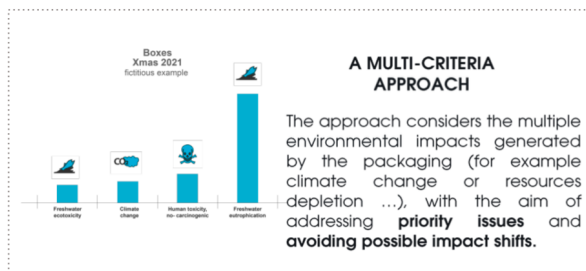 Boxes
Xmas 2021
fictitious example
CO₂
Freshwater
ecotoxicity
Climate
change
Human toxicity,
no- carcinogenic
Freshwater
eutrophication
A MULTI-CRITERIA
APPROACH
The approach considers the multiple
environmental impacts generated
by the packaging (for example
climate change or resources
depletion ...), with the aim of
addressing priority issues and
avoiding possible impact shifts.